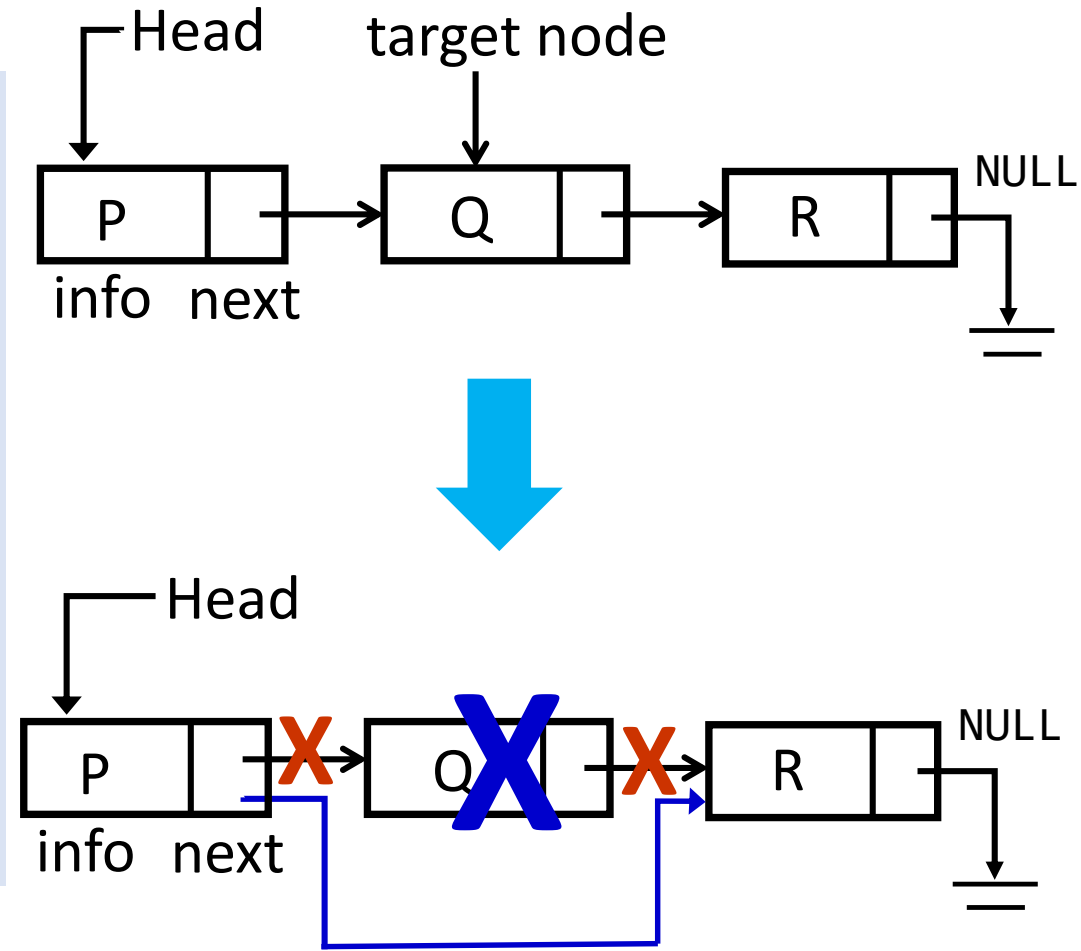 Head
target node
P
Q
R
NULL
info next
Head
P
Q
R
NULL
info next